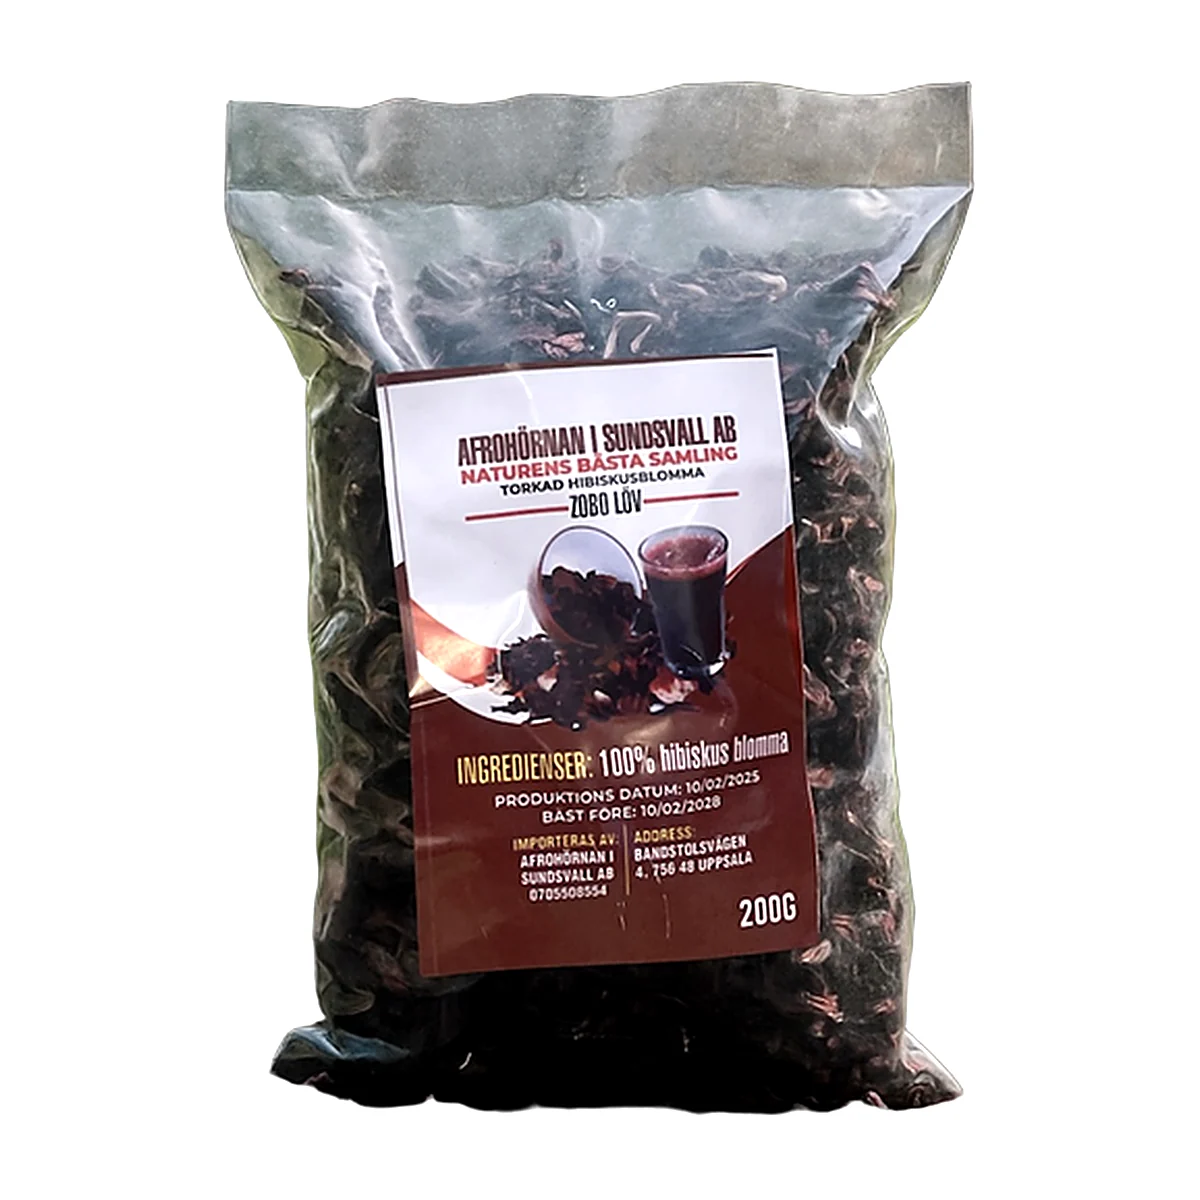 AFROHÖRNAN I SUNDSVALL AB
NATURENS BÄSTA SAMLING
TORKAD HIBISKUSBLOMMA
ZOBO LÖV
INGREDIENSER: 100% hibiskus blomma
PRODUKTIONS DATUM: 10/02/2025
BÄST FÖRE: 10/02/2028
IMPORTERAS AV:
AFROHÖRNAN I
SUNDSVALL AB
0705508554
ADDRESS:
BANDSTOLSVÄGEN
4, 756 48 UPPSALA
200G